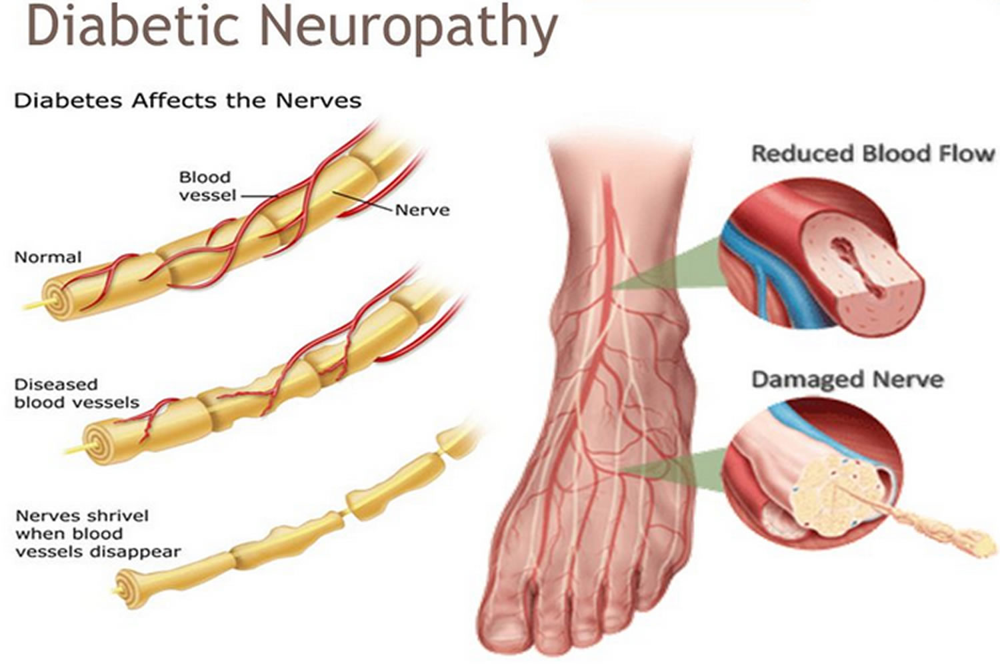 Diabetic Neuropathy
Diabetes Affects the Nerves
Blood
vessel
Nerve
Normal
Diseased
blood vessels
Nerves shrivel
when blood
vessels disappear
Reduced Blood Flow
Damaged Nerve